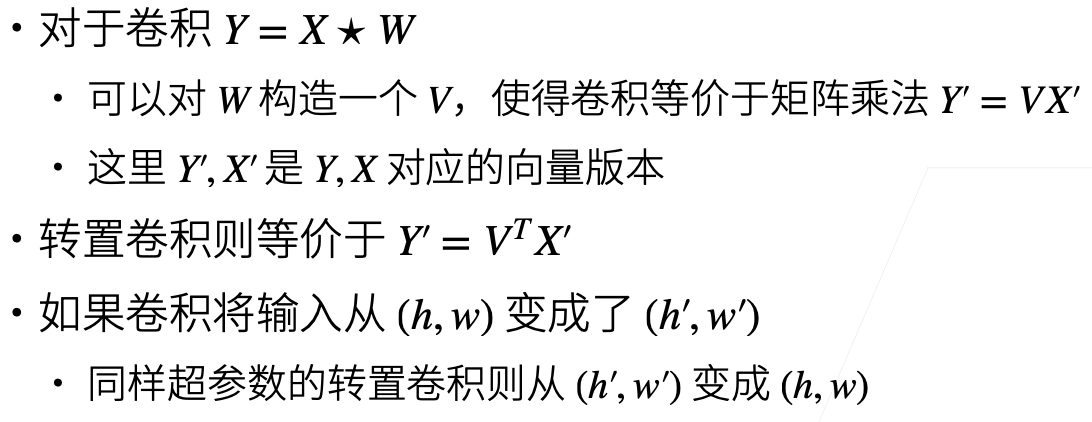 • 对于卷积 Y = X ★ W
• 可以对 W 构造一个 V，使得卷积等价于矩阵乘法 Y′ = VX′
• 这里 Y′, X′ 是 Y, X 对应的向量版本
• 转置卷积则等价于 Y′ = VᵀX′
• 如果卷积将输入从 (h, w) 变成了 (h′, w′)
• 同样超参数的转置卷积则从 (h′, w′) 变成 (h, w)